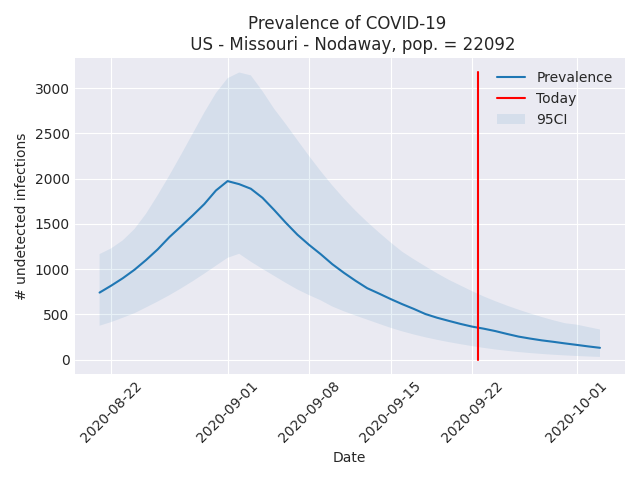 Prevalence of COVID-19
US - Missouri - Nodaway, pop. = 22092
# undetected infections
3000
2500
2000
1500
1000
500
0
Prevalence
Today
95CI
2020-08-22
2020-09-01
2020-09-08
2020-09-15
2020-09-22
2020-10-01
Date